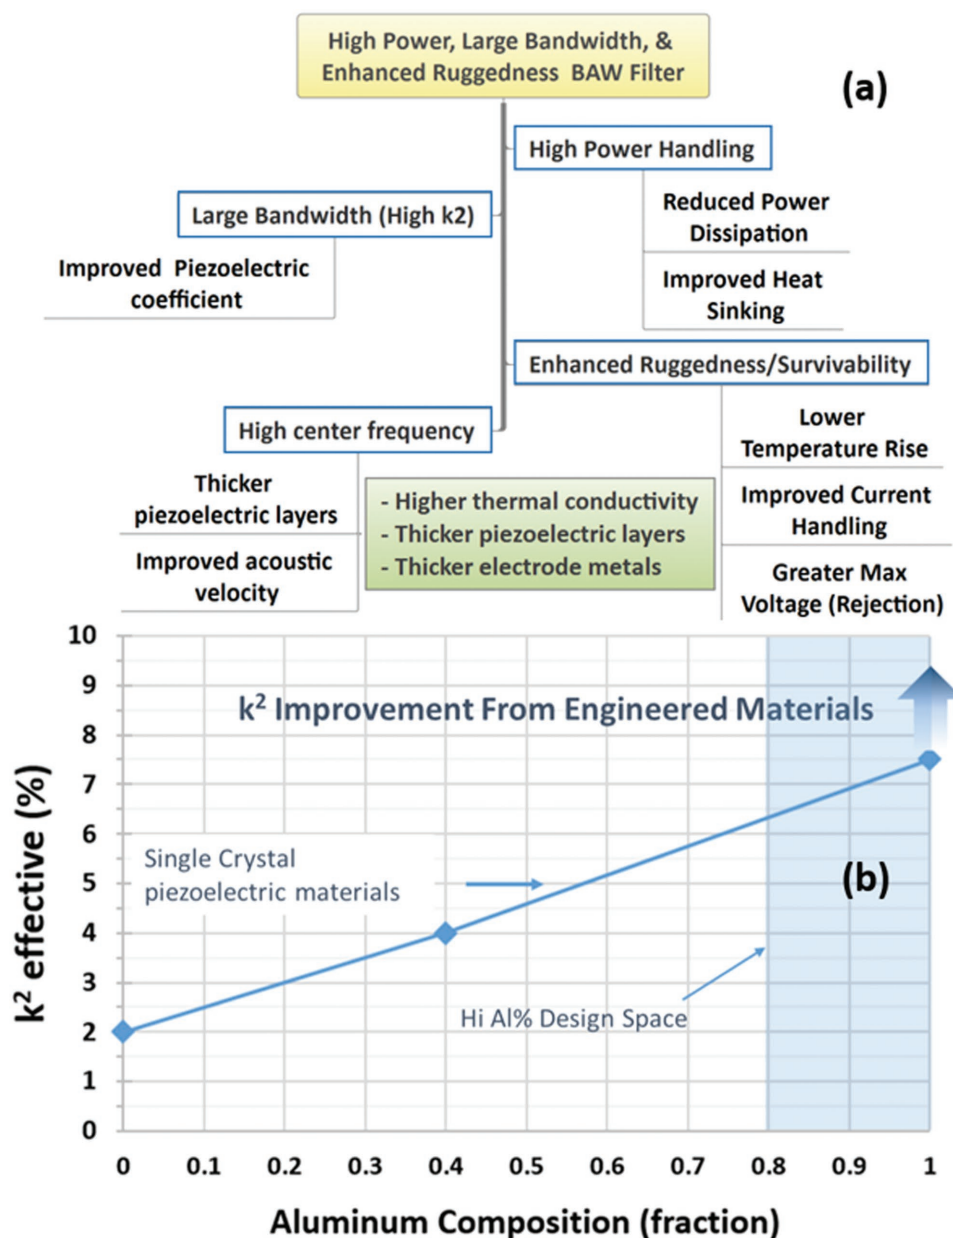 High Power, Large Bandwidth, &
Enhanced Ruggedness BAW Filter
(a)
High Power Handling
Reduced Power
Dissipation
Improved Heat
Sinking
Large Bandwidth (High k2)
Improved Piezoelectric
coefficient
Enhanced Ruggedness/Survivability
Lower
Temperature Rise
Improved Current
Handling
Greater Max
Voltage (Rejection)
High center frequency
Thicker
piezoelectric layers
Improved acoustic
velocity
- Higher thermal conductivity
- Thicker piezoelectric layers
- Thicker electrode metals
k² effective (%)
10
9
8
7
6
5
4
3
2
1
0
k² Improvement From Engineered Materials
Single Crystal
piezoelectric materials
(b)
Hi Al% Design Space
0 0.1 0.2 0.3 0.4 0.5 0.6 0.7 0.8 0.9 1
Aluminum Composition (fraction)